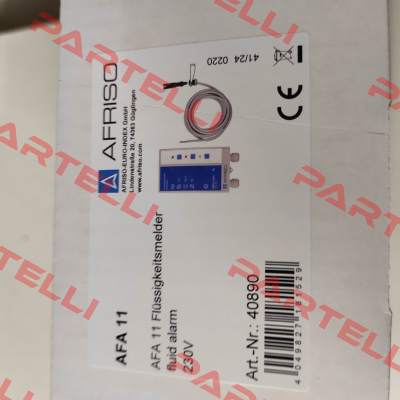 AFRISO
AFRISO-EURO-INDEX GmbH
Lindenstraße 20, 74363 Güglingen
www.afriso.com
41/24 0220
CE
AFA 11
AFA 11 Flüssigkeitsmelder
fluid alarm
230V
Art.-Nr.: 40890
4 049827 181529
PARTELLI
PARTELLI
PARTELLI
PARTELLI
PARTELLI